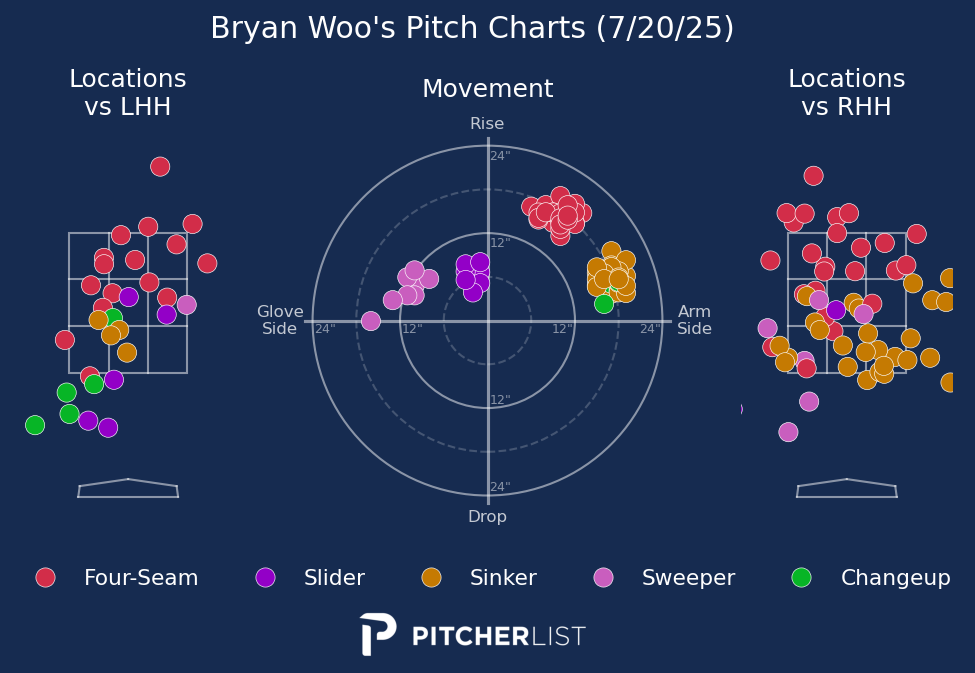 Bryan Woo's Pitch Charts (7/20/25)
Locations
vs LHH
Movement
Locations
vs RHH
Rise
24"
12"
Glove
Side
24"
12"
12"
24"
Arm
Side
12"
)
24"
Drop
Four-Seam
Slider
Sinker
Sweeper
Changeup
PITCHERLIST